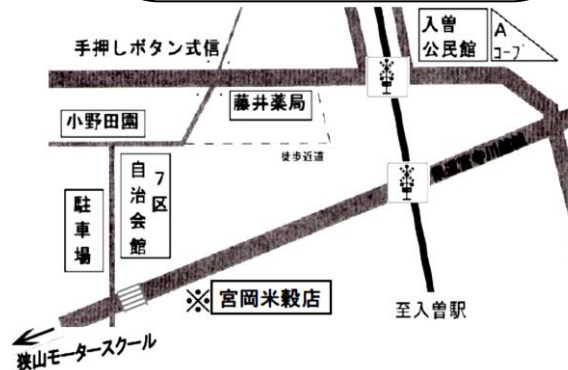 入曽
公民館
A
コープ
手押しボタン式信
藤井薬局
小野田園
徒歩近道
7区
自治会館
駐車場
※宮岡米穀店
至入曽駅
狭山モータースクール